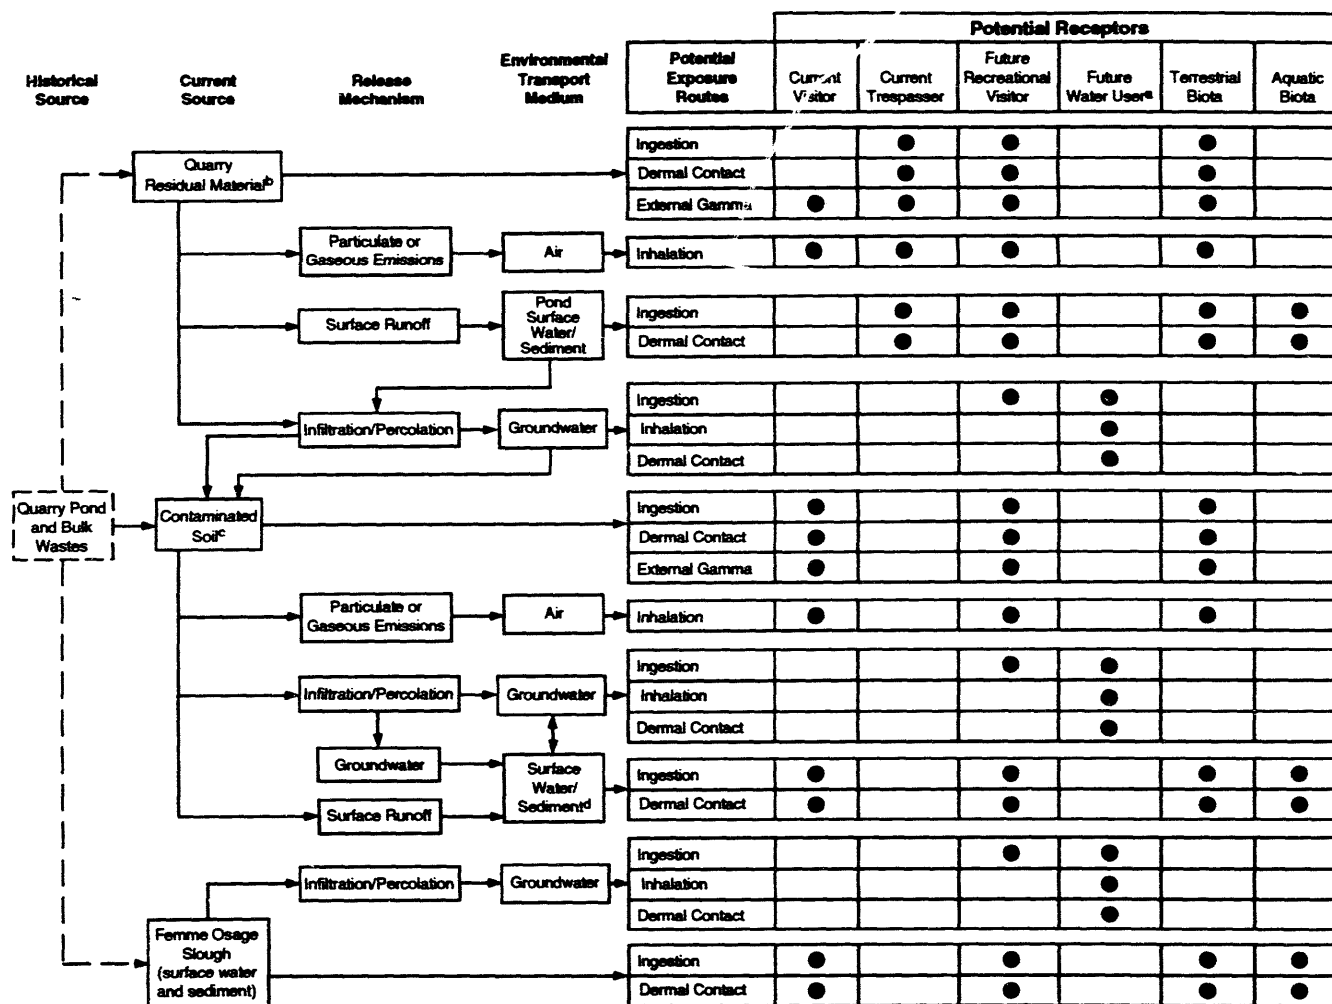 Potential Receptors
Historical
Source
Current
Source
Release
Mechanism
Environmental
Transport
Medium
Potential
Exposure
Routes
Current
Visitor
Current
Trespasser
Future
Recreational
Visitor
Future
Water Userª
Terrestrial
Biota
Aquatic
Biota
Quarry
Residual Materialᵇ
Ingestion
Dermal Contact
External Gamma
Particulate or
Gaseous Emissions
Air
Inhalation
Surface Runoff
Pond
Surface
Water/
Sediment
Ingestion
Dermal Contact
Infiltration/Percolation
Groundwater
Ingestion
Inhalation
Dermal Contact
Quarry Pond
and Bulk
Wastes
Contaminated
Soilᶜ
Ingestion
Dermal Contact
External Gamma
Particulate or
Gaseous Emissions
Air
Inhalation
Infiltration/Percolation
Groundwater
Ingestion
Inhalation
Dermal Contact
Groundwater
Surface Runoff
Surface
Water/
Sedimentᵈ
Ingestion
Dermal Contact
Infiltration/Percolation
Groundwater
Ingestion
Inhalation
Dermal Contact
Femme Osage
Slough
(surface water
and sediment)
Ingestion
Dermal Contact